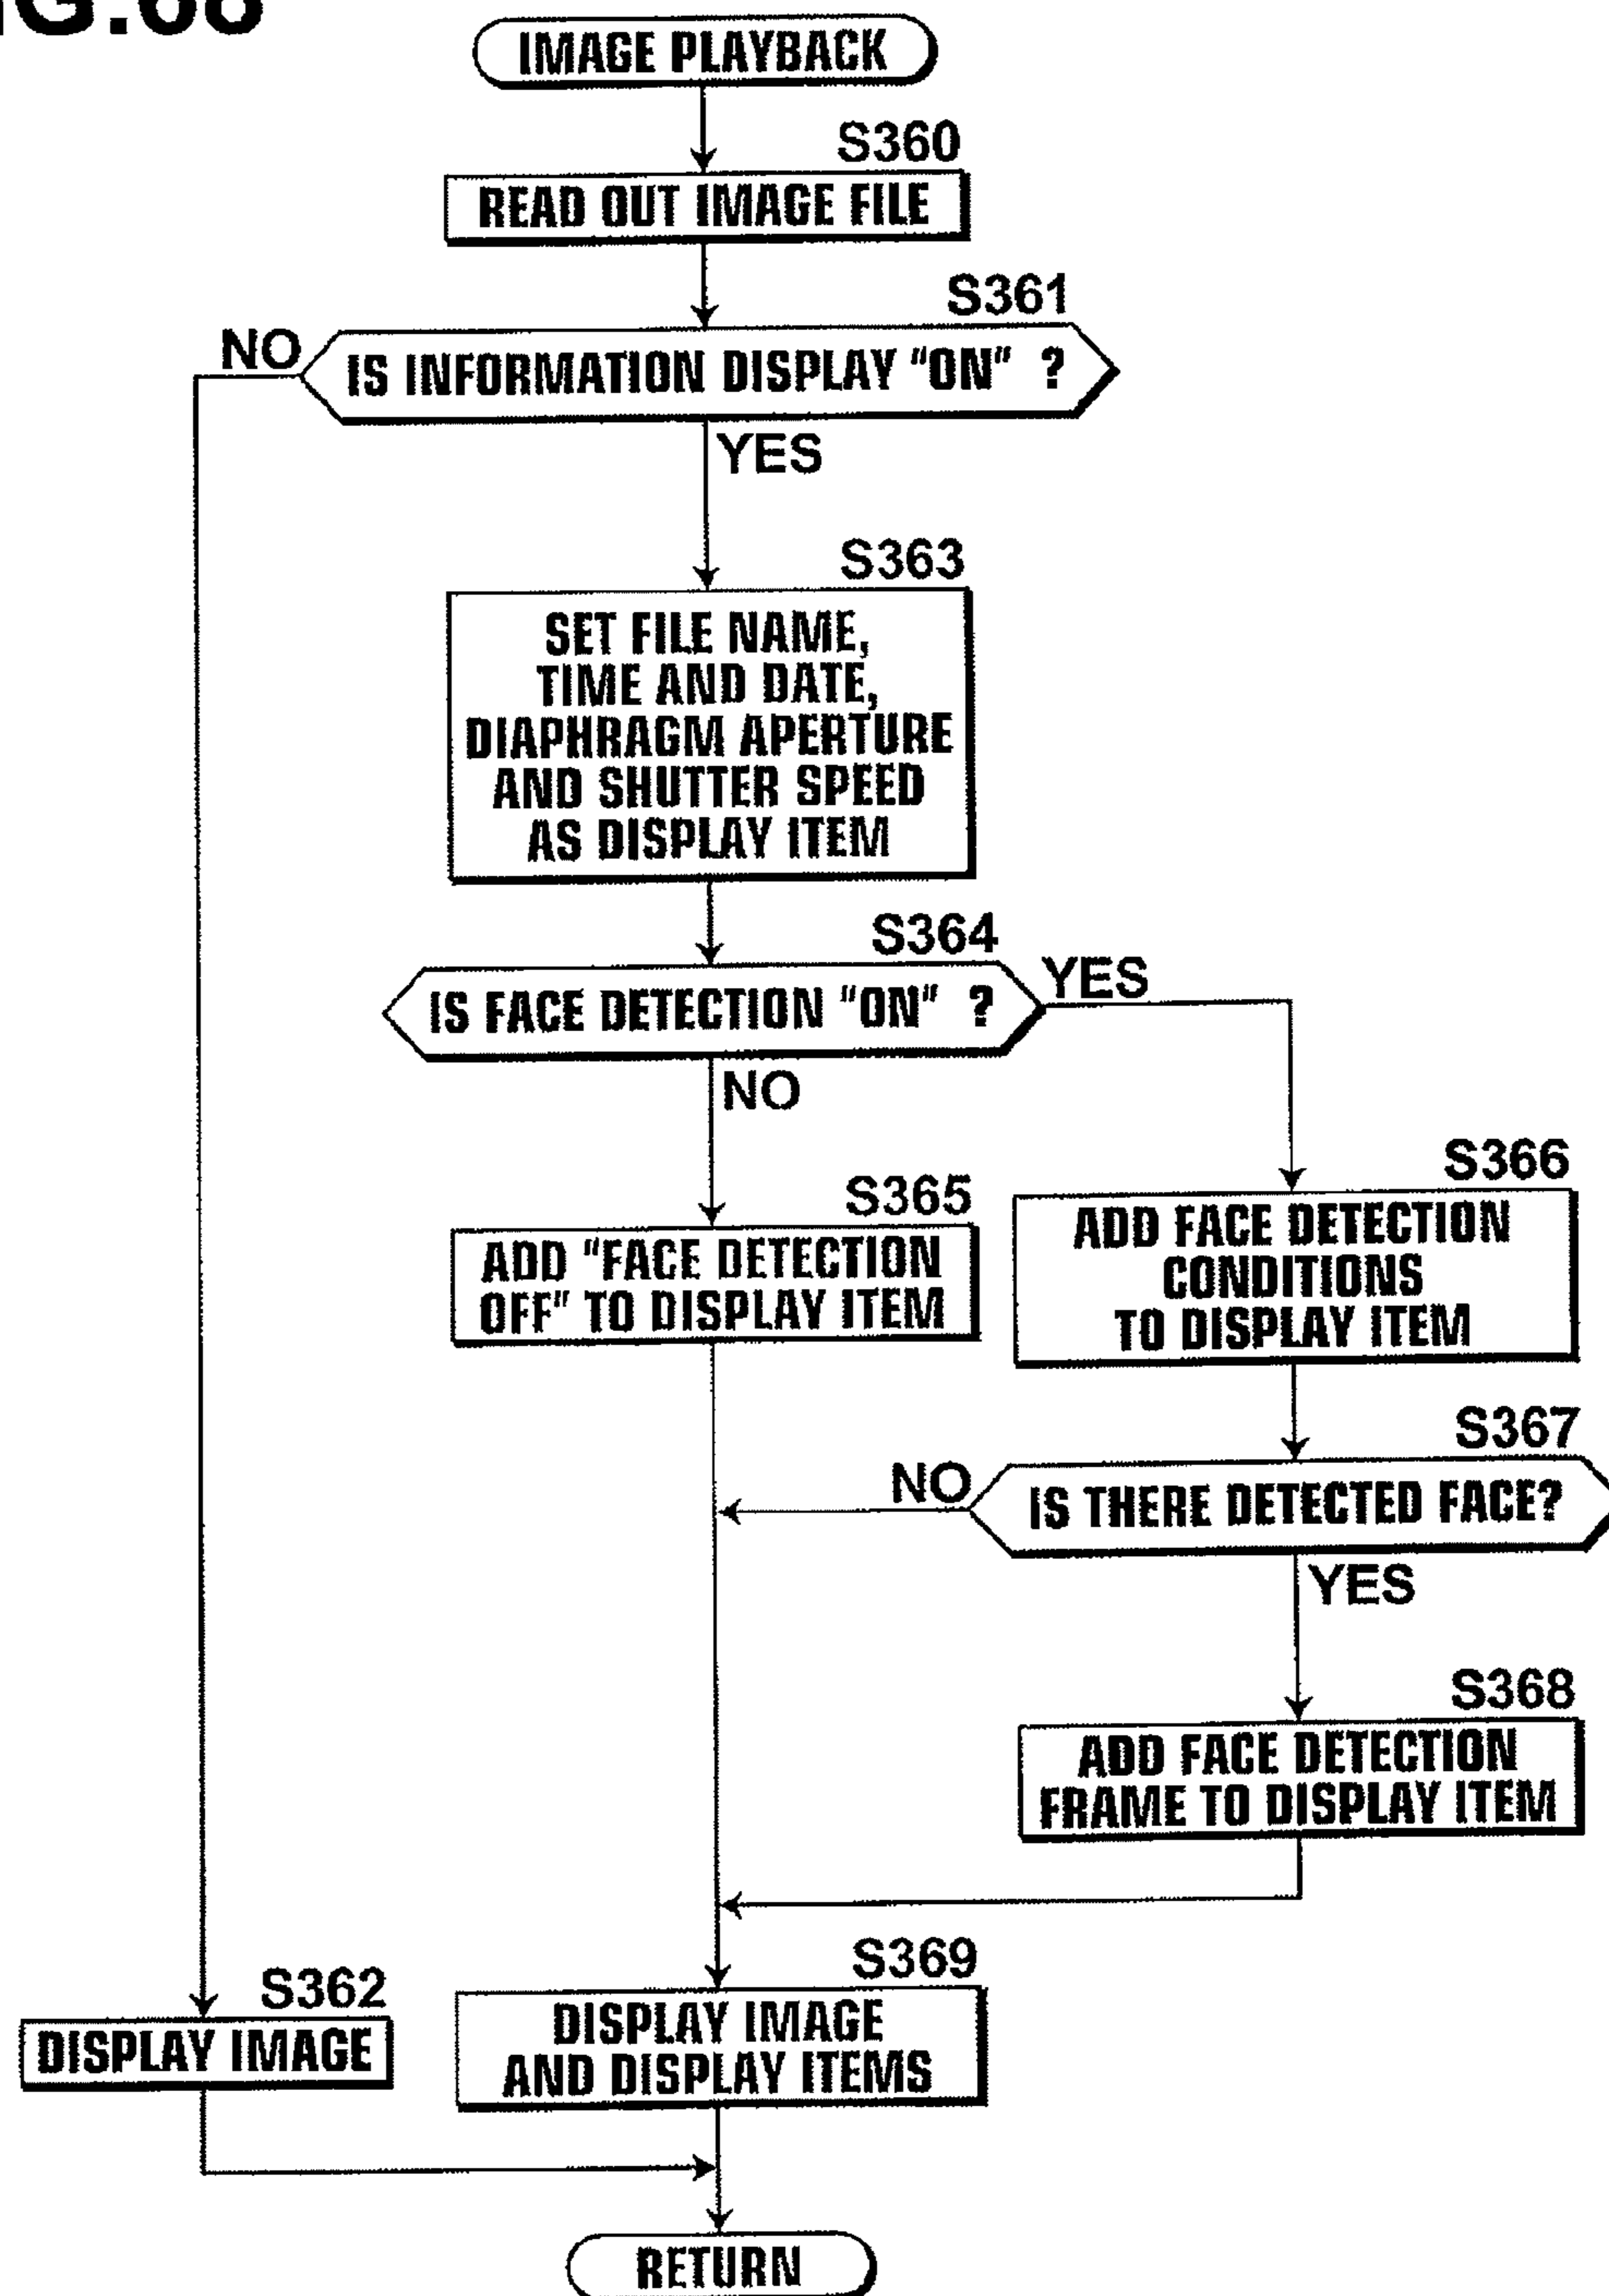 IMAGE PLAYBACK
S360
READ OUT IMAGE FILE
S361
NO
IS INFORMATION DISPLAY "ON" ?
YES
S363
SET FILE NAME,
TIME AND DATE,
DIAPHRAGM APERTURE
AND SHUTTER SPEED
AS DISPLAY ITEM
S364
IS FACE DETECTION "ON" ?
YES
NO
S365
ADD "FACE DETECTION
OFF" TO DISPLAY ITEM
S366
ADD FACE DETECTION
CONDITIONS
TO DISPLAY ITEM
S367
NO
IS THERE DETECTED FACE?
YES
S368
ADD FACE DETECTION
FRAME TO DISPLAY ITEM
S369
DISPLAY IMAGE
AND DISPLAY ITEMS
S362
DISPLAY IMAGE
RETURN